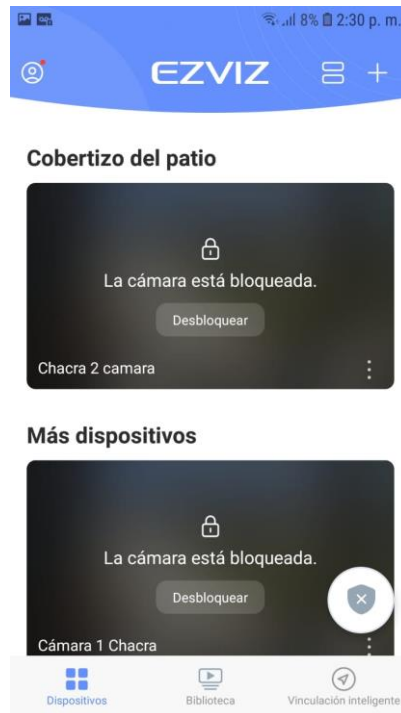 8% 2:30 p. m.
EZVIZ
Cobertizo del patio
La cámara está bloqueada.
Desbloquear
Chacra 2 camara
Más dispositivos
La cámara está bloqueada.
Desbloquear
Cámara 1 Chacra
Dispositivos Biblioteca Vinculación inteligente